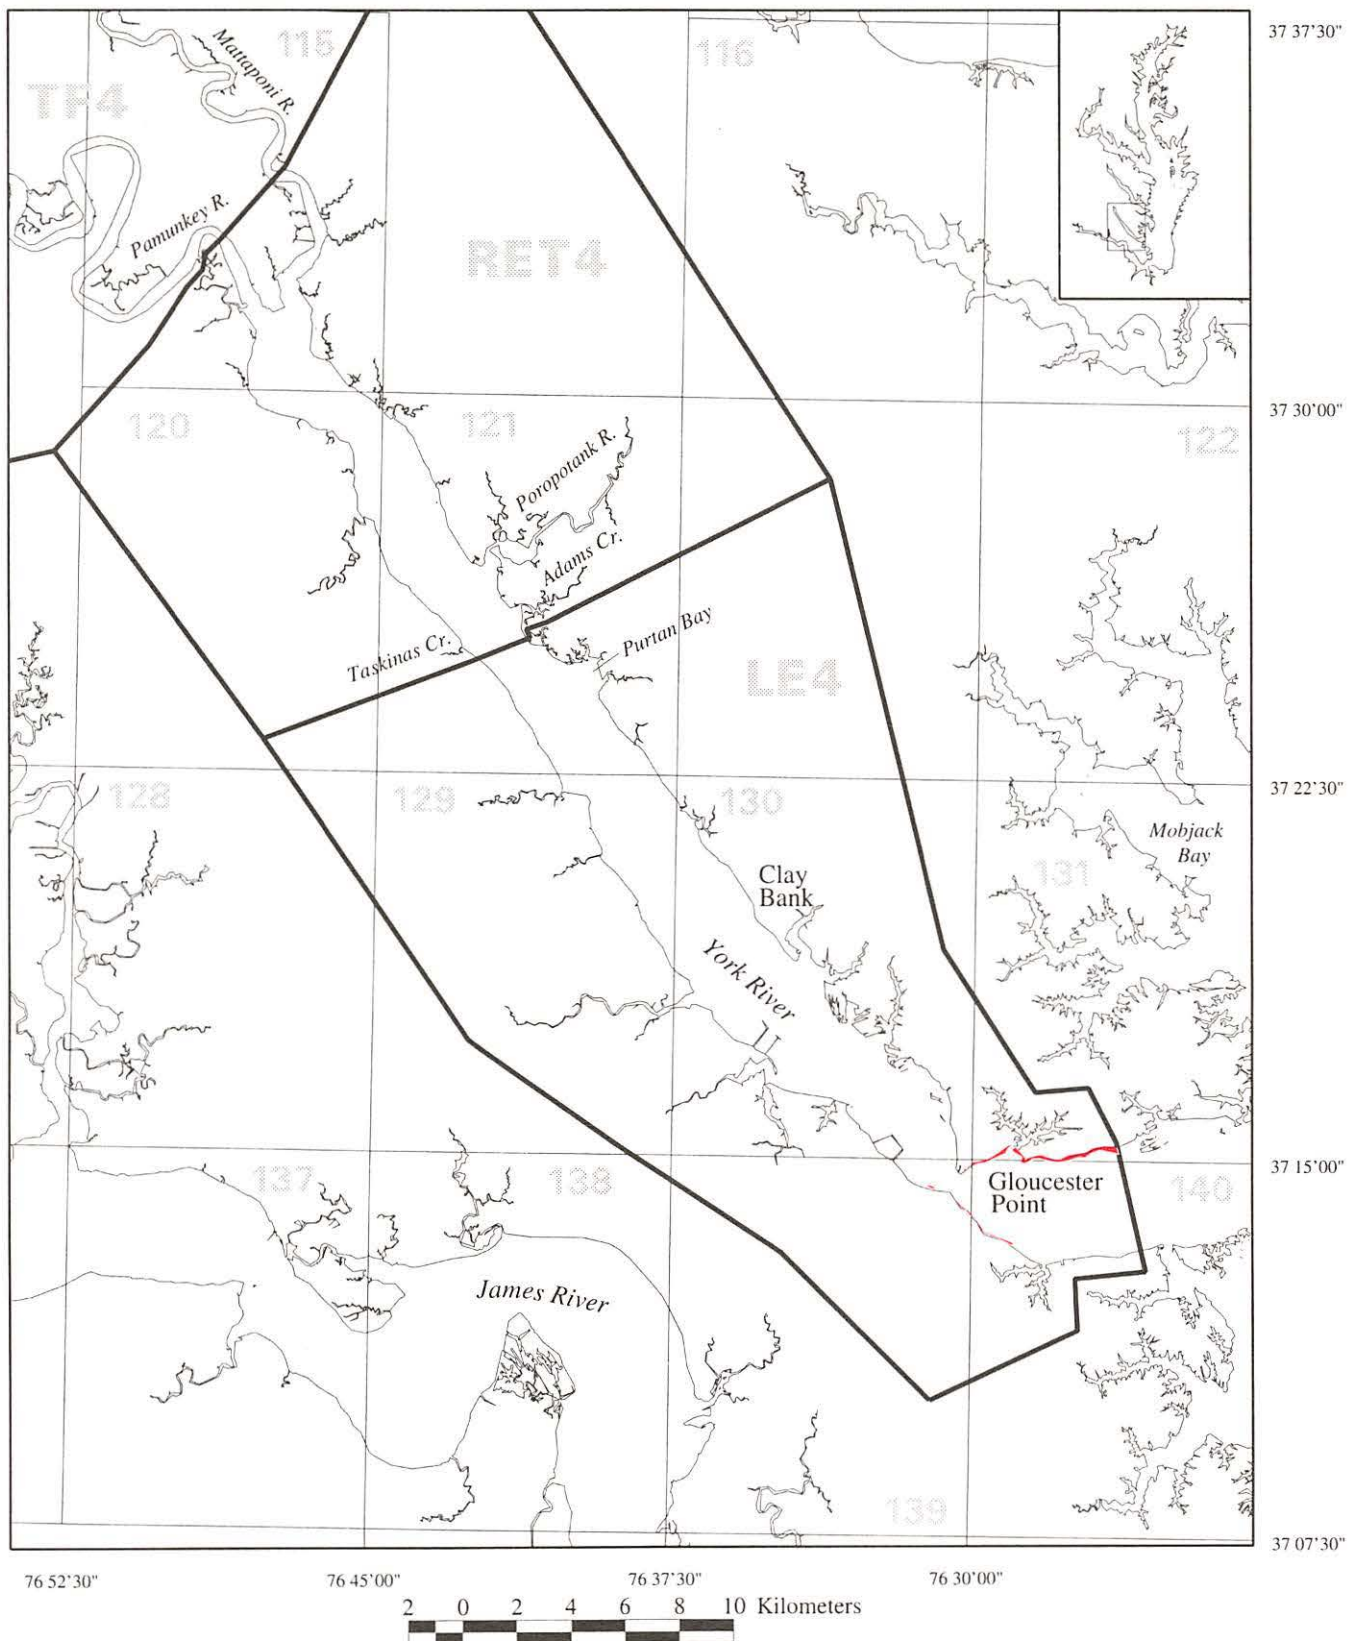 37 37'30"
115
116
Mattaponi R.
TF4
Pamunkey R.
RET4
37 30'00"
120
121
122
Poropotank R.
Adams Cr.
Purtan Bay
Taskinas Cr.
LE4
37 22'30"
128
129
130
Mobjack
Bay
131
Clay
Bank
York River
37 15'00"
Gloucester
Point
137
138
140
James River
139
37 07'30"
76 52'30"
76 45'00"
76 37'30"
76 30'00"
2 0 2 4 6 8 10 Kilometers